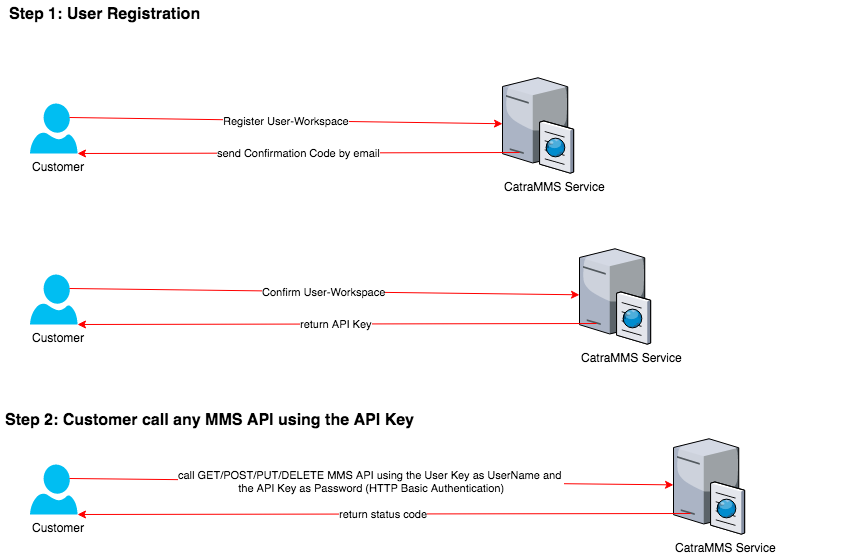 Step 1: User Registration
Register User-Workspace
send Confirmation Code by email
Customer
CatraMMS Service
Confirm User-Workspace
return API Key
Customer
CatraMMS Service
Step 2: Customer call any MMS API using the API Key
call GET/POST/PUT/DELETE MMS API using the User Key as UserName and
the API Key as Password (HTTP Basic Authentication)
return status code
Customer
CatraMMS Service